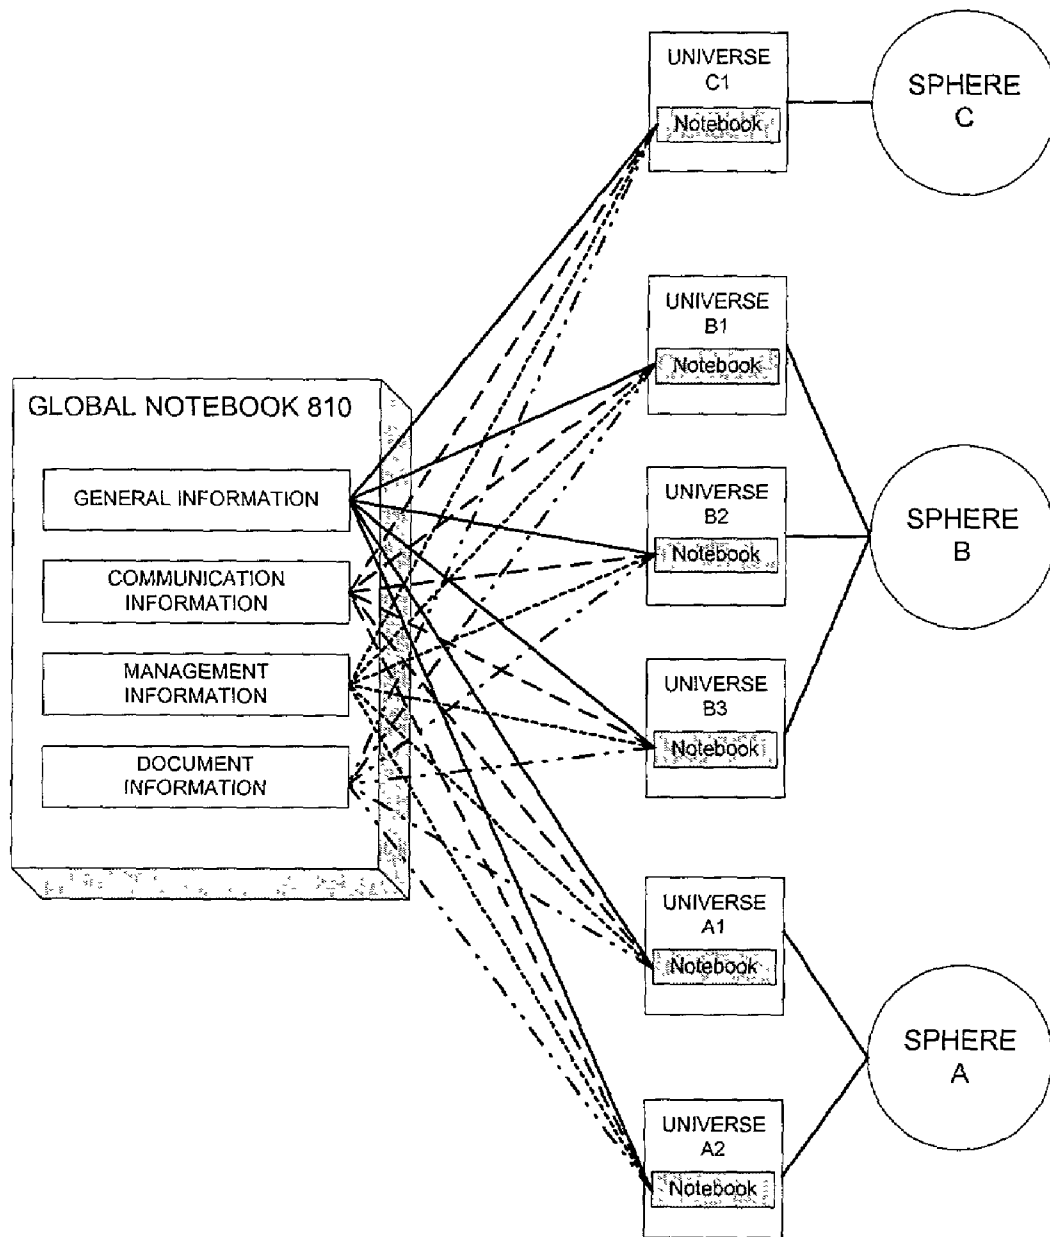 UNIVERSE
C1
Notebook
SPHERE
C
UNIVERSE
B1
Notebook
GLOBAL NOTEBOOK 810
GENERAL INFORMATION
COMMUNICATION
INFORMATION
MANAGEMENT
INFORMATION
DOCUMENT
INFORMATION
UNIVERSE
B2
Notebook
SPHERE
B
UNIVERSE
B3
Notebook
UNIVERSE
A1
Notebook
SPHERE
A
UNIVERSE
A2
Notebook